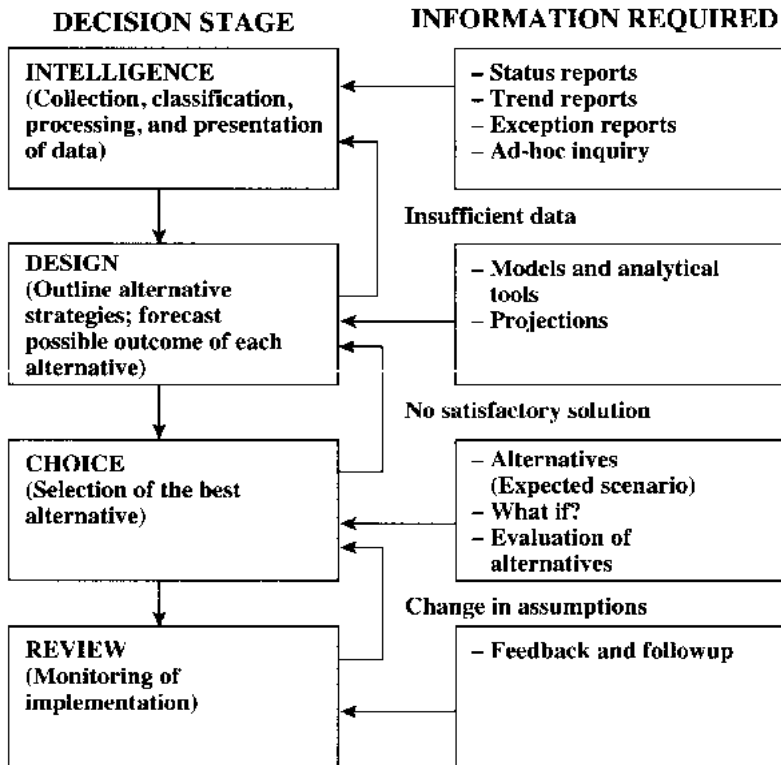 DECISION STAGE
INFORMATION REQUIRED
INTELLIGENCE
(Collection, classification,
processing, and presentation
of data)
– Status reports
– Trend reports
– Exception reports
– Ad-hoc inquiry
Insufficient data
DESIGN
(Outline alternative
strategies; forecast
possible outcome of each
alternative)
– Models and analytical
tools
– Projections
No satisfactory solution
CHOICE
(Selection of the best
alternative)
– Alternatives
(Expected scenario)
– What if?
– Evaluation of
alternatives
Change in assumptions
REVIEW
(Monitoring of
implementation)
– Feedback and followup